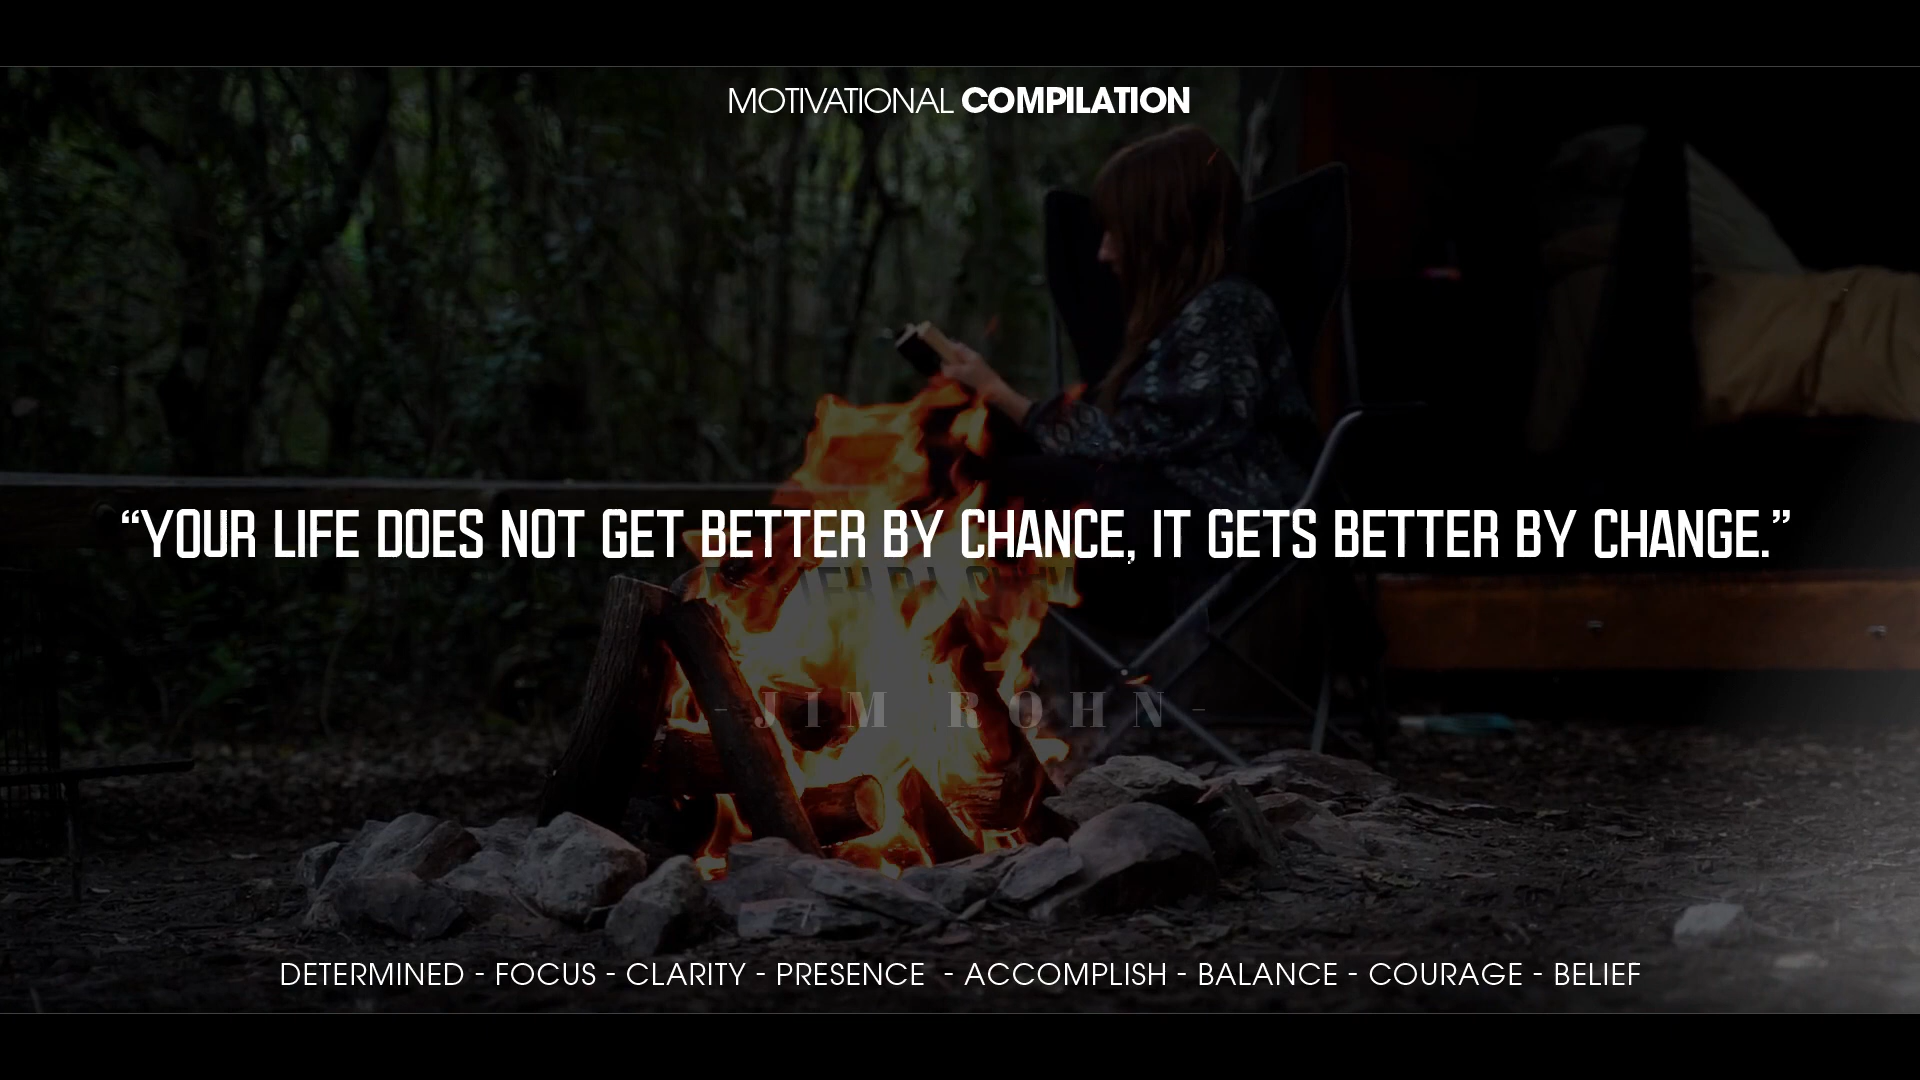 MOTIVATIONAL COMPILATION
“YOUR LIFE DOES NOT GET BETTER BY CHANCE, IT GETS BETTER BY CHANGE.”
- JIM ROHN -
DETERMINED - FOCUS - CLARITY - PRESENCE - ACCOMPLISH - BALANCE - COURAGE - BELIEF